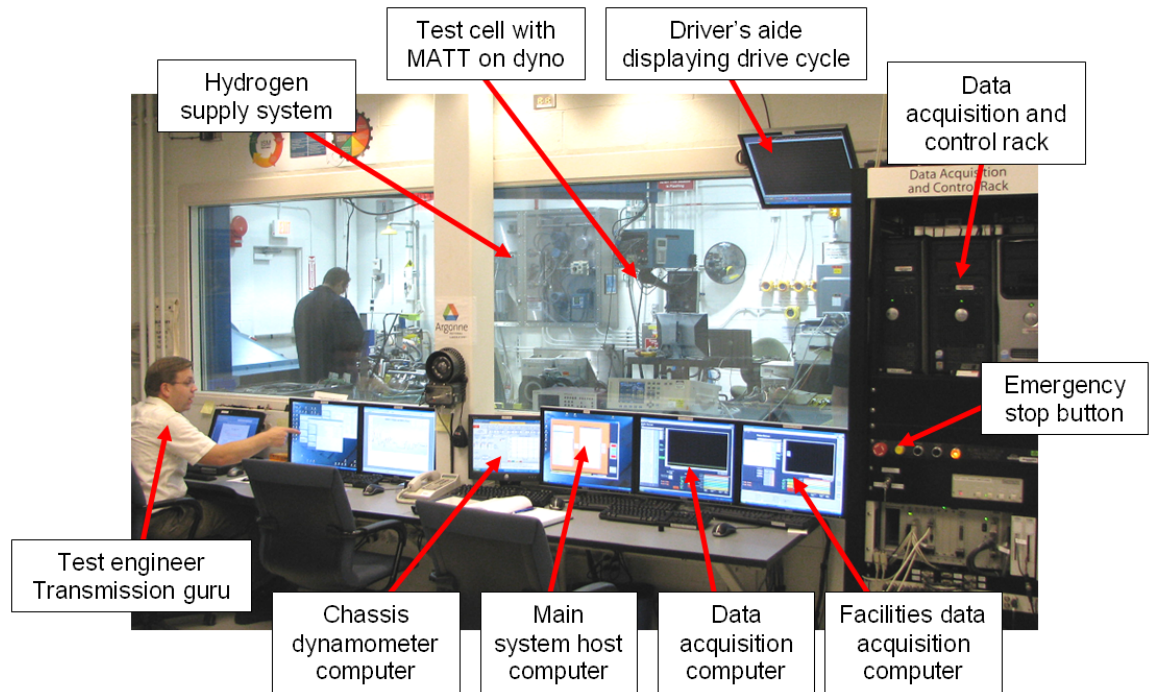 Test cell with
MATT on dyno
Driver's aide
displaying drive cycle
Hydrogen
supply system
Data
acquisition and
control rack
Data Acquisition
and Control Rack
Argonne
Emergency
stop button
Test engineer
Transmission guru
Chassis
dynamometer
computer
Main
system host
computer
Data
acquisition
computer
Facilities data
acquisition
computer